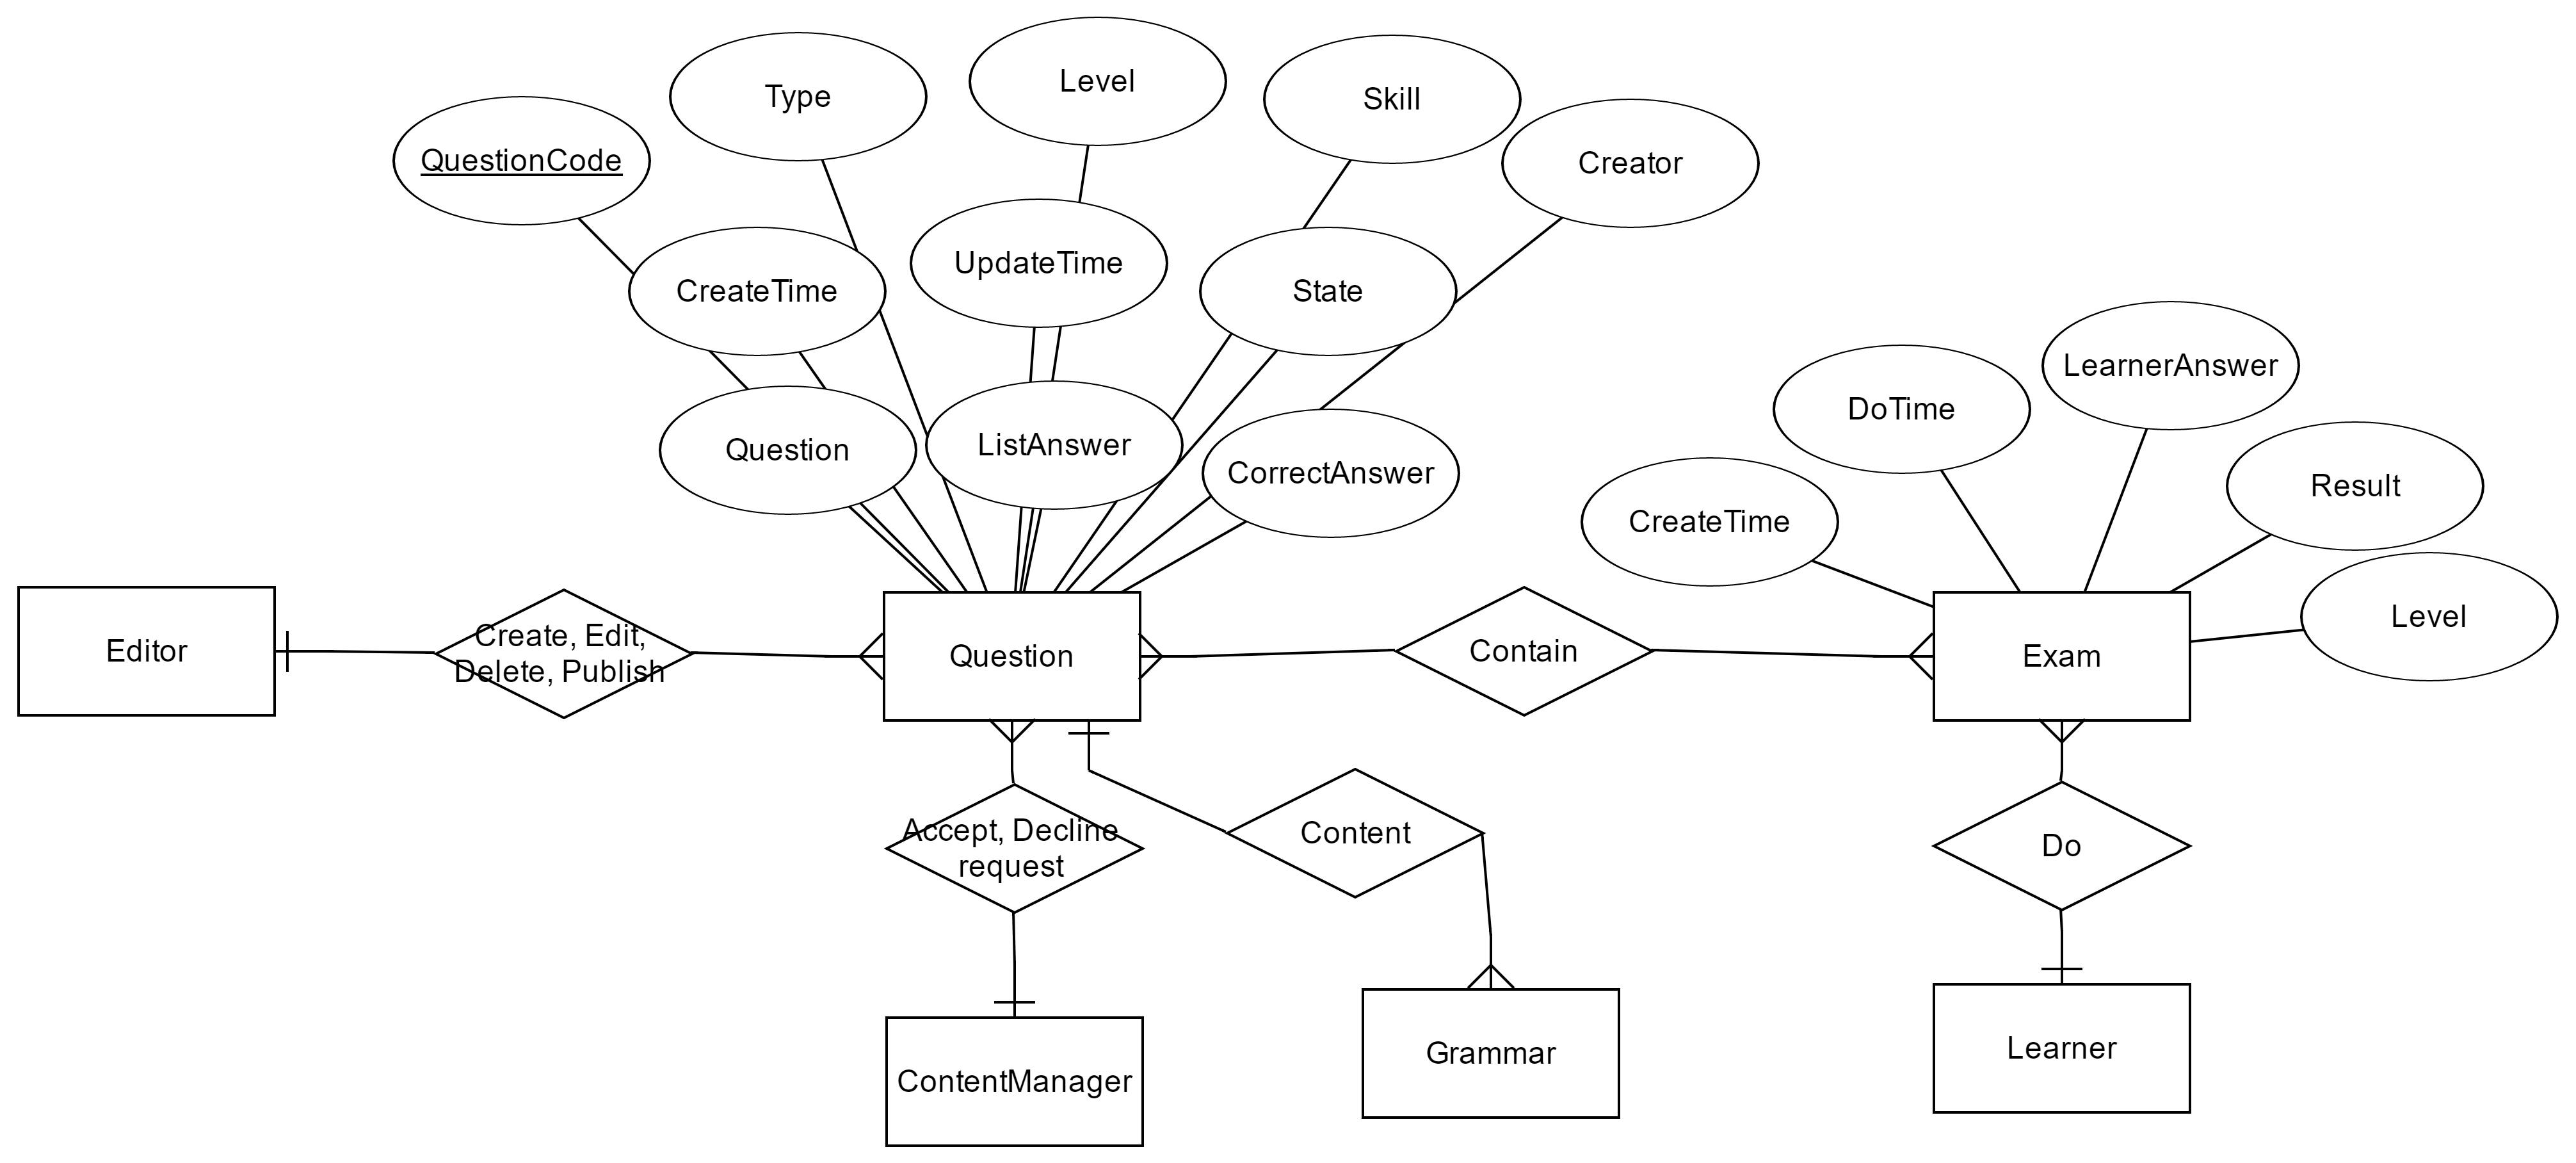 Level
Type
Skill
QuestionCode
Creator
UpdateTime
CreateTime
State
LearnerAnswer
DoTime
ListAnswer
Question
CorrectAnswer
Result
CreateTime
Level
Editor
Create, Edit,
Delete, Publish
Question
Contain
Exam
Accept, Decline
request
Content
Do
ContentManager
Grammar
Learner